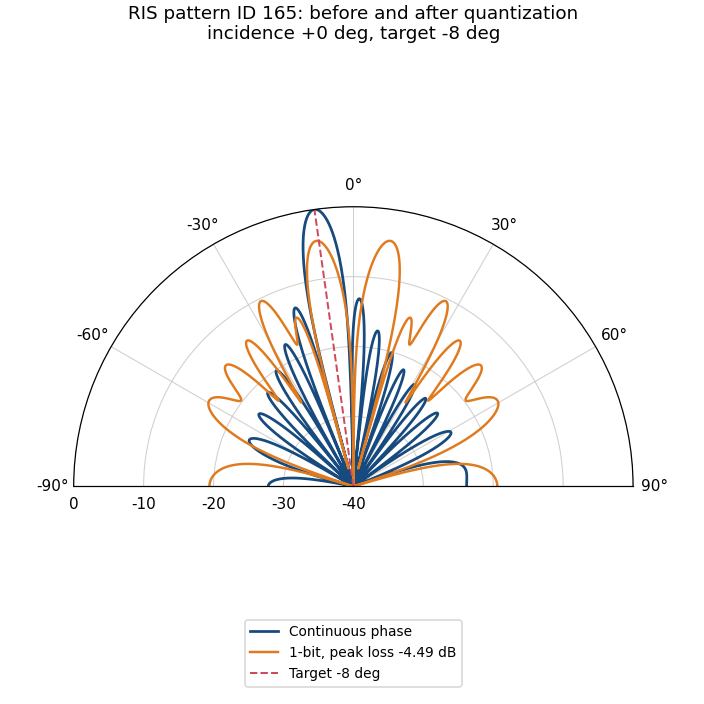 RIS pattern ID 165: before and after quantization
incidence +0 deg, target -8 deg
0°
-30°
30°
-60°
60°
-90°
90°
0
-10
-20
-30
-40
Continuous phase
1-bit, peak loss -4.49 dB
Target -8 deg